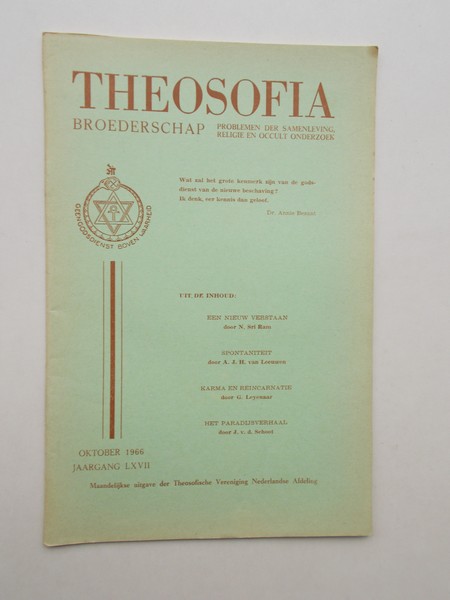 THEOSOFIA
BROEDERSCHAP
PROBLEMEN DER SAMENLEVING,
RELIGIE EN OCCULT ONDERZOEK
Wat zal het grote kenmerk zijn van de gods-
dienst van de nieuwe beschaving?
Ik denk, eer kennis dan geloof.
Dr. Annie Besant
GEEN GODSDIENST BOVEN WAARHEID
UIT DE INHOUD:
EEN NIEUW VERSTAAN
door N. Sri Ram
SPONTANITEIT
door A. J. H. van Leeuwen
KARMA EN REÏNCARNATIE
door G. Leyenaar
HET PARADIJSVERHAAL
door J. v. d. Schoot
OKTOBER 1966
JAARGANG LXVII
Maandelijkse uitgave der Theosofische Vereniging Nederlandse Afdeling